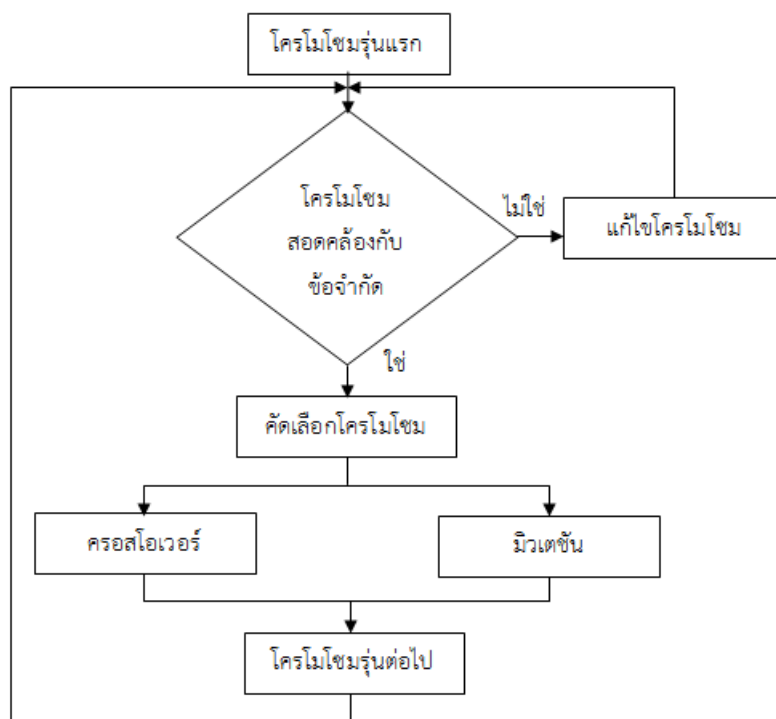 โครโมโซมรุ่นแรก
โครโมโซม
สอดคล้องกับ
ข้อจำกัด
ไม่ใช่
แก้ไขโครโมโซม
ใช่
คัดเลือกโครโมโซม
ครอสโอเวอร์
มิวเตชัน
โครโมโซมรุ่นต่อไป